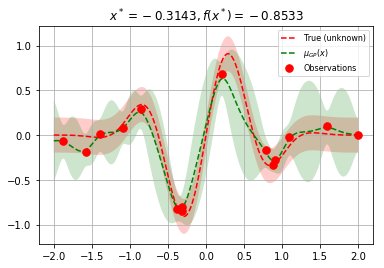 x* = −0.3143, f(x*) = −0.8533
True (unknown)
μGP(x)
Observations
1.0
0.5
0.0
−0.5
−1.0
−2.0 −1.5 −1.0 −0.5 0.0 0.5 1.0 1.5 2.0